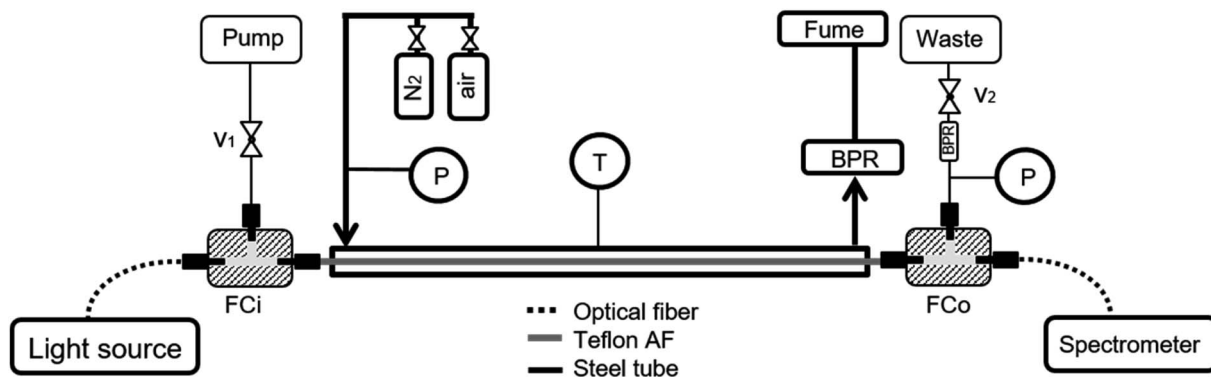 Pump
N2
air
Fume
Waste
V1
V2
BPR
BPR
P
T
P
FCi
FCo
Light source
Optical fiber
Teflon AF
Steel tube
Spectrometer